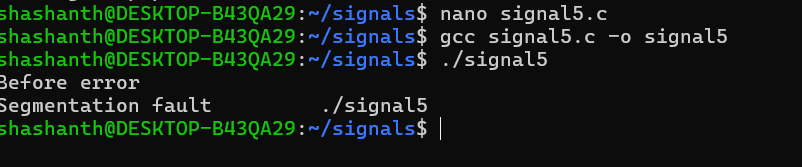 shashanth@DESKTOP-B43QA29:~/signals$ nano signal5.c
shashanth@DESKTOP-B43QA29:~/signals$ gcc signal5.c -o signal5
shashanth@DESKTOP-B43QA29:~/signals$ ./signal5
Before error
Segmentation fault         ./signal5
shashanth@DESKTOP-B43QA29:~/signals$